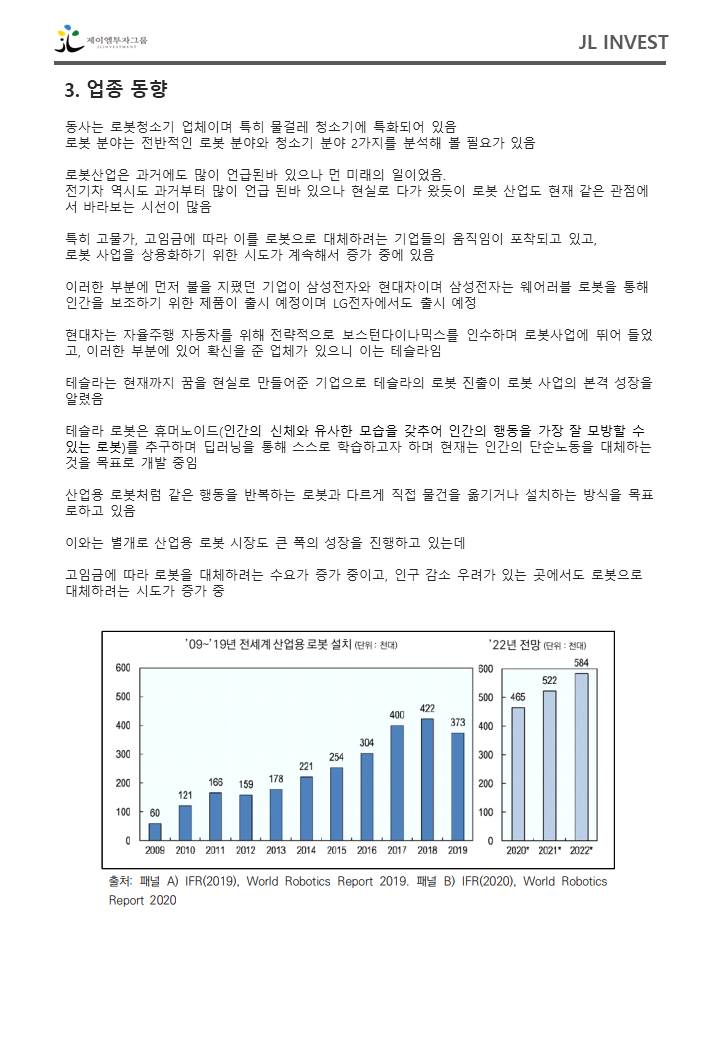 제이엘투자그룹
JLINVESTMENT
JL INVEST
3. 업종 동향
동사는 로봇청소기 업체이며 특히 물걸레 청소기에 특화되어 있음
로봇 분야는 전반적인 로봇 분야와 청소기 분야 2가지를 분석해 볼 필요가 있음
로봇산업은 과거에도 많이 언급된바 있으나 먼 미래의 일이었음.
전기차 역시도 과거부터 많이 언급 된바 있으나 현실로 다가 왔듯이 로봇 산업도 현재 같은 관점에
서 바라보는 시선이 많음
특히 고물가, 고임금에 따라 이를 로봇으로 대체하려는 기업들의 움직임이 포착되고 있고,
로봇 사업을 상용화하기 위한 시도가 계속해서 증가 중에 있음
이러한 부분에 먼저 불을 지폈던 기업이 삼성전자와 현대차이며 삼성전자는 웨어러블 로봇을 통해
인간을 보조하기 위한 제품이 출시 예정이며 LG전자에서도 출시 예정
현대차는 자율주행 자동차를 위해 전략적으로 보스턴다이나믹스를 인수하며 로봇사업에 뛰어 들었
고, 이러한 부분에 있어 확신을 준 업체가 있으니 이는 테슬라임
테슬라는 현재까지 꿈을 현실로 만들어준 기업으로 테슬라의 로봇 진출이 로봇 사업의 본격 성장을
알렸음
테슬라 로봇은 휴머노이드(인간의 신체와 유사한 모습을 갖추어 인간의 행동을 가장 잘 모방할 수
있는 로봇)를 추구하며 딥러닝을 통해 스스로 학습하고자 하며 현재는 인간의 단순노동을 대체하는
것을 목표로 개발 중임
산업용 로봇처럼 같은 행동을 반복하는 로봇과 다르게 직접 물건을 옮기거나 설치하는 방식을 목표
로하고 있음
이와는 별개로 산업용 로봇 시장도 큰 폭의 성장을 진행하고 있는데
고임금에 따라 로봇을 대체하려는 수요가 증가 중이고, 인구 감소 우려가 있는 곳에서도 로봇으로
대체하려는 시도가 증가 중
'09~'19년 전세계 산업용 로봇 설치 (단위 : 천대)
600
500
400
300
200
100
0
60
121
166
159
178
221
254
304
400
422
373
2009 2010 2011 2012 2013 2014 2015 2016 2017 2018 2019
'22년 전망 (단위 : 천대)
600
500
400
300
200
100
0
465
522
584
2020* 2021* 2022*
출처: 패널 A) IFR(2019), World Robotics Report 2019. 패널 B) IFR(2020), World Robotics
Report 2020